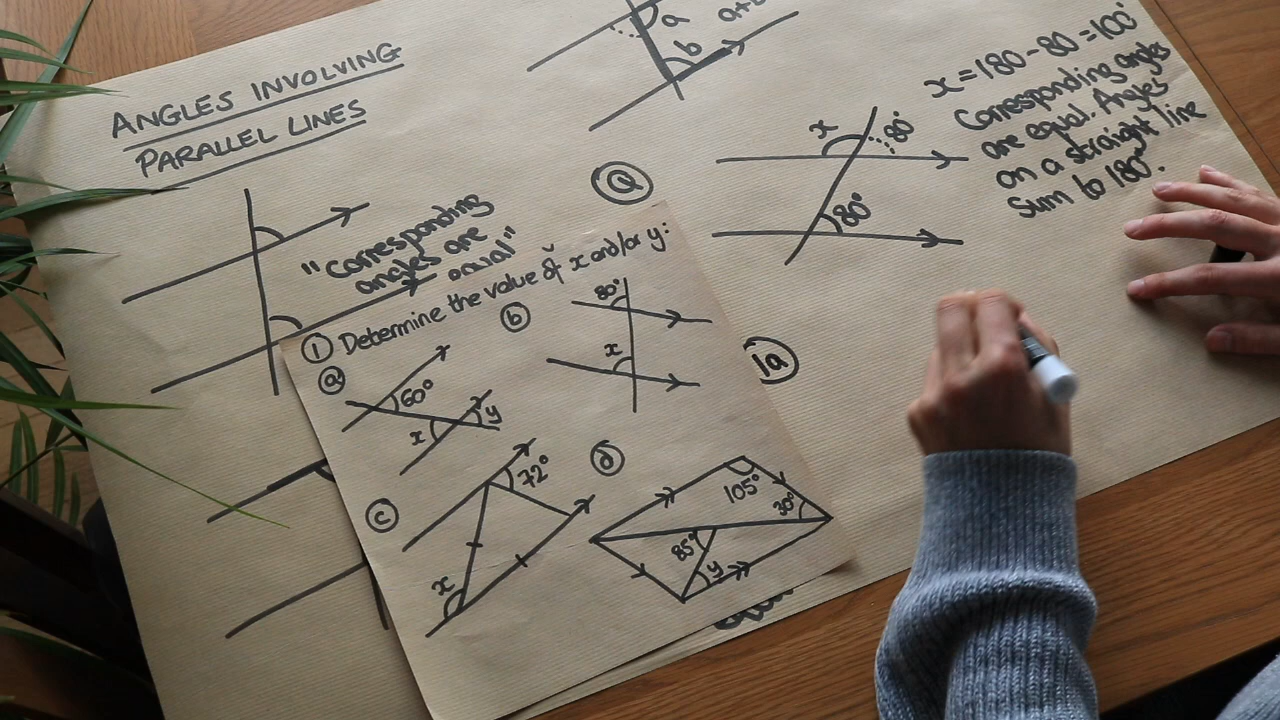 ANGLES INVOLVING
PARALLEL LINES
a
b
"Corresponding
angles are
equal"
a
x
80°
80°
x = 180 - 80 = 100°
Corresponding angles
are equal. Angles
on a straight line
Sum to 180°.
1a
1 Determine the value of x and/or y:
a
60°
x
y
b
80°
x
c
72°
x
d
105°
30°
85°
y